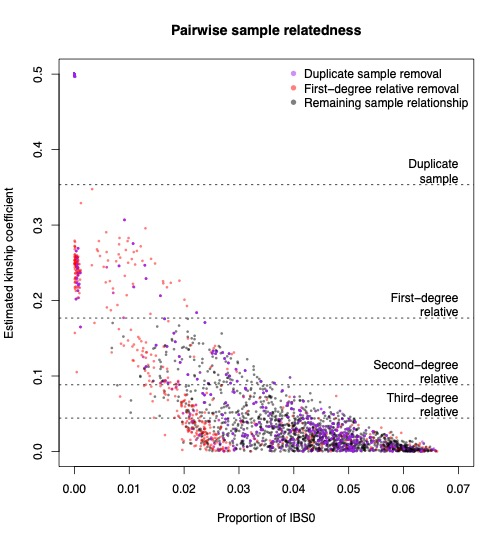 Pairwise sample relatedness
Duplicate sample removal
First−degree relative removal
Remaining sample relationship
Duplicate
sample
First−degree
relative
Second−degree
relative
Third−degree
relative
Estimated kinship coefficient
0.5
0.4
0.3
0.2
0.1
0.0
0.00 0.01 0.02 0.03 0.04 0.05 0.06 0.07
Proportion of IBS0